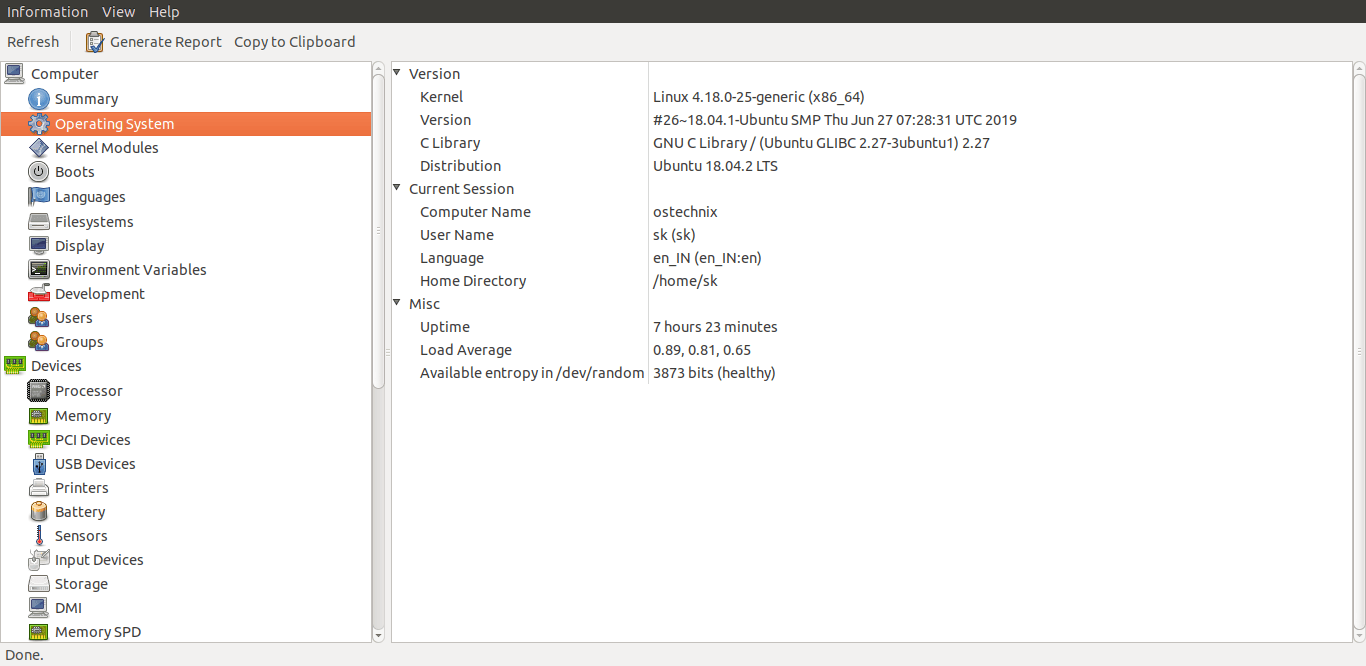 Information View Help
Refresh Generate Report Copy to Clipboard
Computer
Summary
Operating System
Kernel Modules
Boots
Languages
Filesystems
Display
Environment Variables
Development
Users
Groups
Devices
Processor
Memory
PCI Devices
USB Devices
Printers
Battery
Sensors
Input Devices
Storage
DMI
Memory SPD
Version
Kernel Linux 4.18.0-25-generic (x86_64)
Version #26~18.04.1-Ubuntu SMP Thu Jun 27 07:28:31 UTC 2019
C Library GNU C Library / (Ubuntu GLIBC 2.27-3ubuntu1) 2.27
Distribution Ubuntu 18.04.2 LTS
Current Session
Computer Name ostechnix
User Name sk (sk)
Language en_IN (en_IN:en)
Home Directory /home/sk
Misc
Uptime 7 hours 23 minutes
Load Average 0.89, 0.81, 0.65
Available entropy in /dev/random 3873 bits (healthy)
Done.